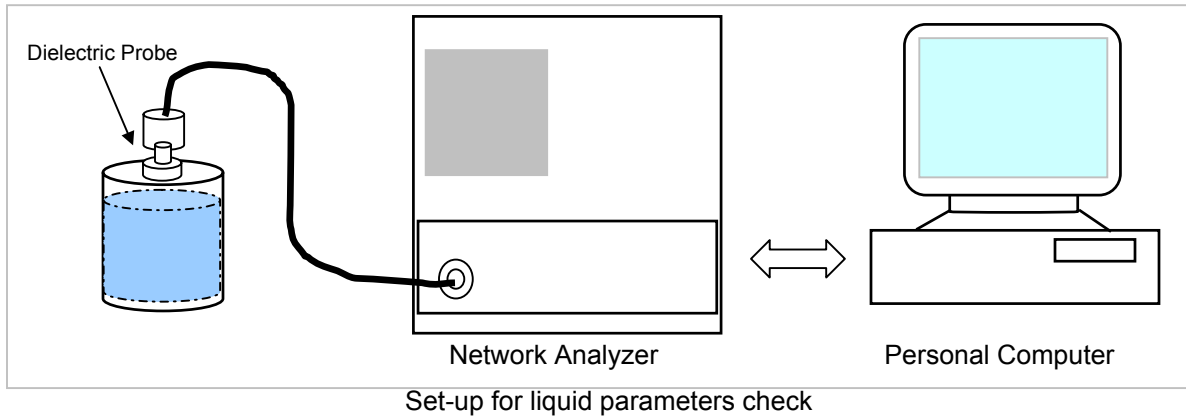 Dielectric Probe
Network Analyzer
Personal Computer
Set-up for liquid parameters check